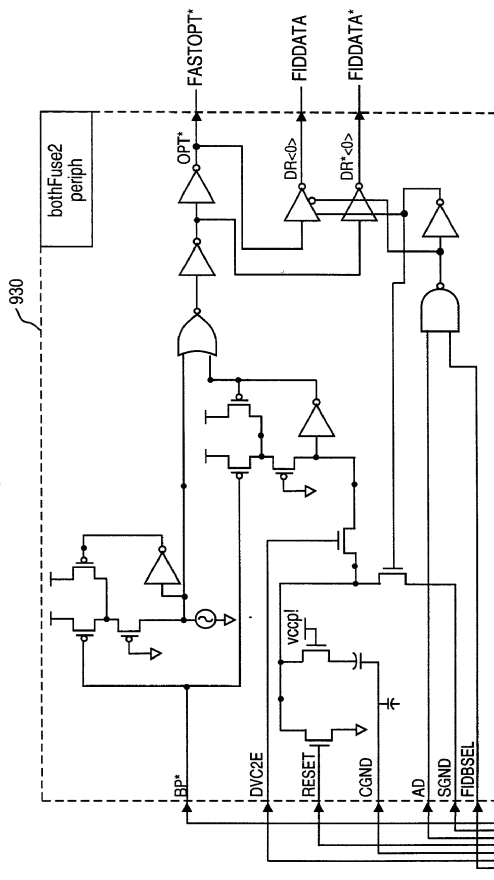 930
bothFuse2
periph
FASTOPT*
FIDDATA
FIDDATA*
OPT*
DR<0>
DR*<0>
vccp!
BP*
DVC2E
RESET
CGND
AD
SGND
FIDBSEL